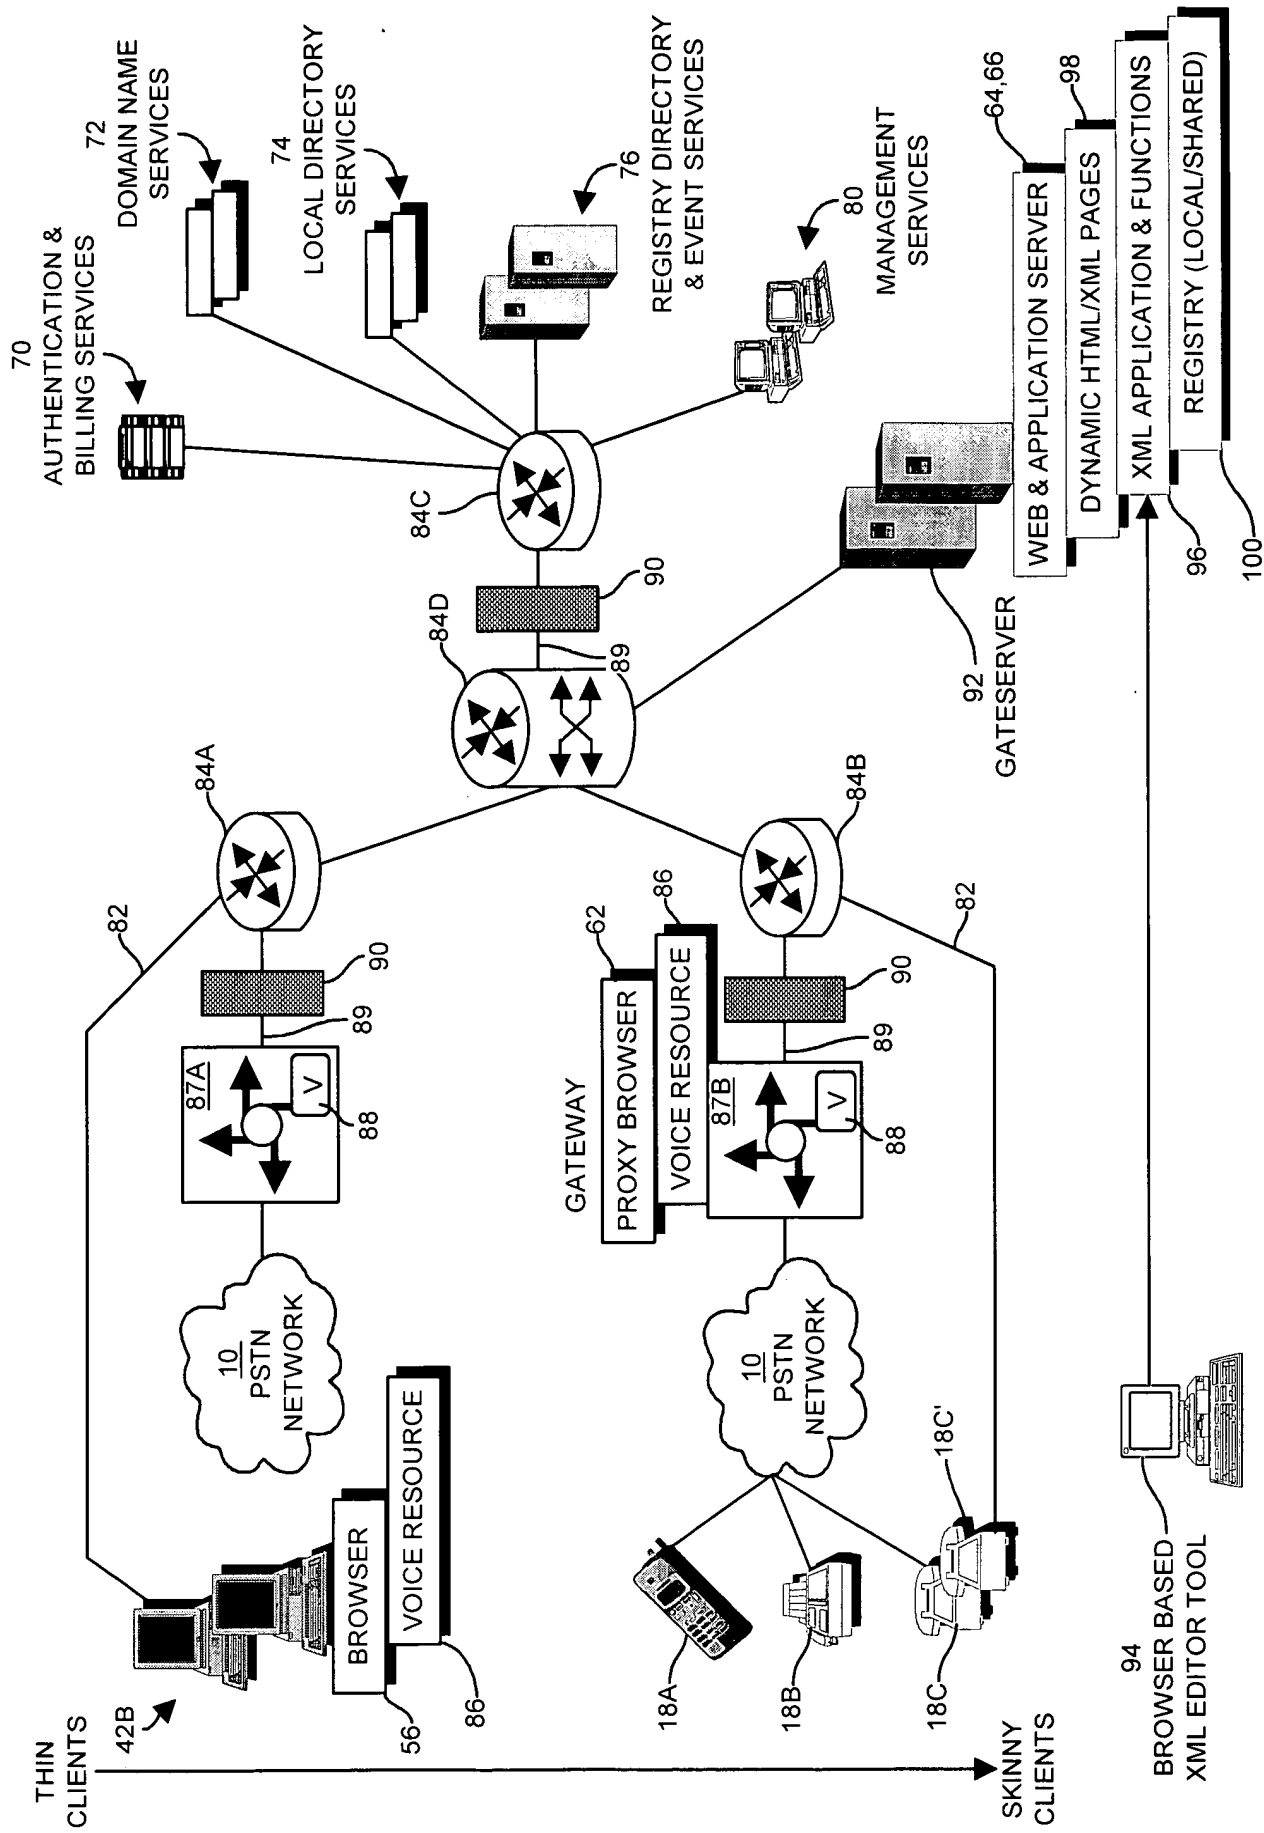 THIN
CLIENTS
42B
BROWSER
VOICE RESOURCE
56
86
82
10
PSTN
NETWORK
87A
V
88
89
90
84A
70
AUTHENTICATION &
BILLING SERVICES
72
DOMAIN NAME
SERVICES
74
LOCAL DIRECTORY
SERVICES
76
REGISTRY DIRECTORY
& EVENT SERVICES
80
MANAGEMENT
SERVICES
84C
90
89
84D
GATEWAY
PROXY BROWSER
VOICE RESOURCE
62
86
87B
V
88
89
90
84B
82
10
PSTN
NETWORK
18A
18B
18C
18C'
SKINNY
CLIENTS
92
GATESERVER
WEB & APPLICATION SERVER
DYNAMIC HTML/XML PAGES
XML APPLICATION & FUNCTIONS
REGISTRY (LOCAL/SHARED)
64,66
98
96
100
94
BROWSER BASED
XML EDITOR TOOL